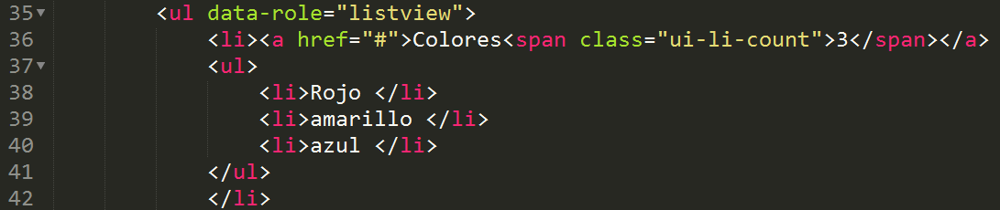 35 <ul data-role="listview">
36 <li><a href="#">Colores<span class="ui-li-count">3</span></a>
37 <ul>
38 <li>Rojo </li>
39 <li>amarillo </li>
40 <li>azul </li>
41 </ul>
42 </li>